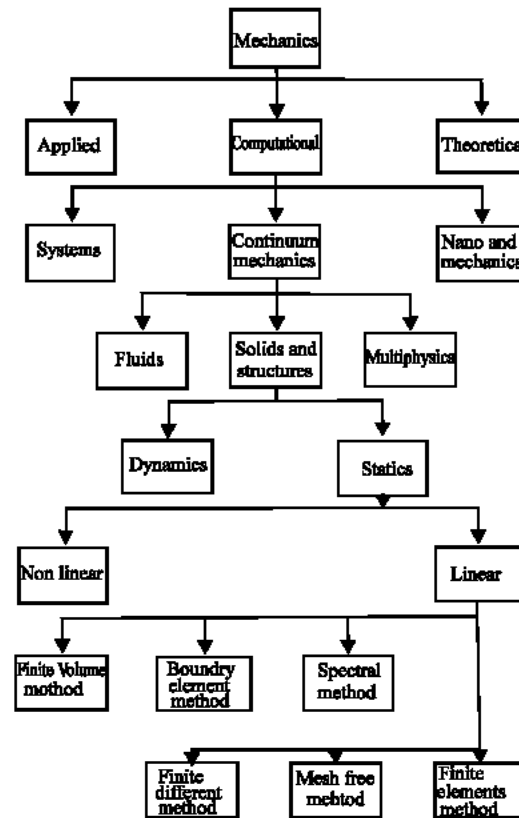 Mechanics
Applied
Computational
Theoretica
Systems
Continuum
mechanics
Nano and
mechanics
Fluids
Solids and
structures
Multiphysics
Dynamics
Statics
Non linear
Linear
Finite Volume
mothod
Boundry
element
method
Spectral
method
Finite
different
method
Mesh free
mehtod
Finite
elements
method